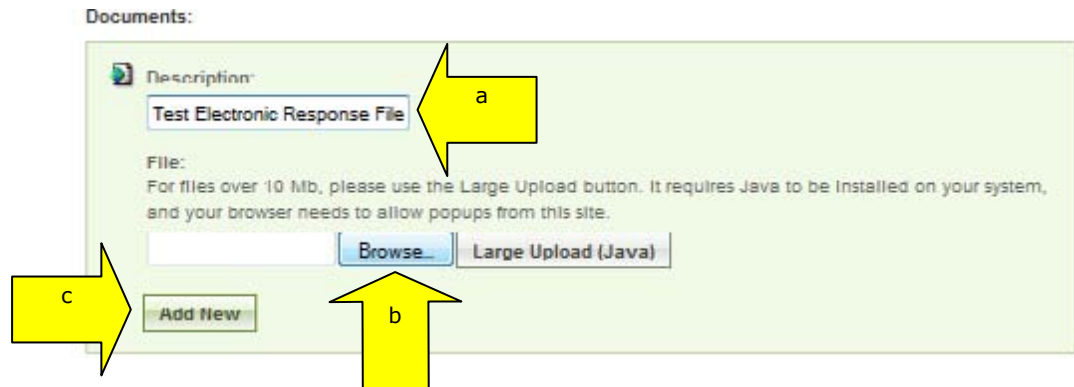 Documents:
Description:
a
Test Electronic Response File
File:
For files over 10 Mb, please use the Large Upload button. It requires Java to be installed on your system,
and your browser needs to allow popups from this site.
Browse... Large Upload (Java)
c
Add New
b